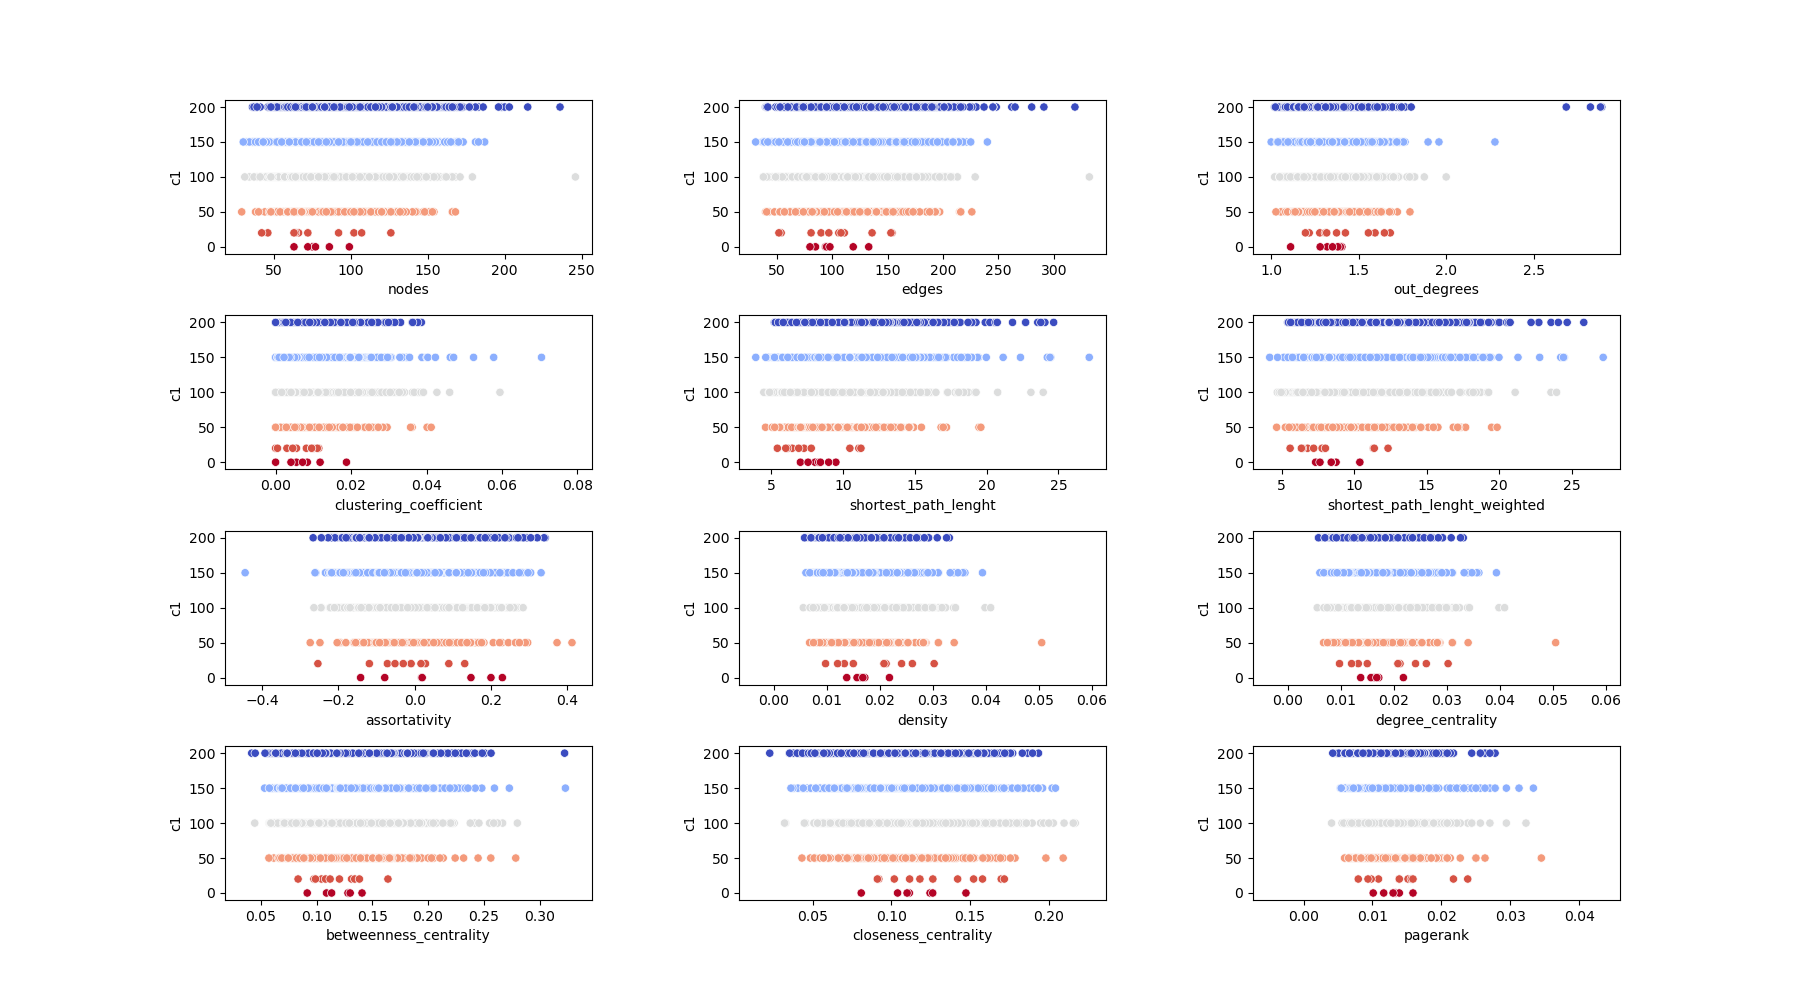 200
150
100
50
0
c1
50 100 150 200 250
nodes
200
150
100
50
0
c1
50 100 150 200 250 300
edges
200
150
100
50
0
c1
1.0 1.5 2.0 2.5
out_degrees
200
150
100
50
0
c1
0.00 0.02 0.04 0.06 0.08
clustering_coefficient
200
150
100
50
0
c1
5 10 15 20 25
shortest_path_lenght
200
150
100
50
0
c1
5 10 15 20 25
shortest_path_lenght_weighted
200
150
100
50
0
c1
−0.4 −0.2 0.0 0.2 0.4
assortativity
200
150
100
50
0
c1
0.00 0.01 0.02 0.03 0.04 0.05 0.06
density
200
150
100
50
0
c1
0.00 0.01 0.02 0.03 0.04 0.05 0.06
degree_centrality
200
150
100
50
0
c1
0.05 0.10 0.15 0.20 0.25 0.30
betweenness_centrality
200
150
100
50
0
c1
0.05 0.10 0.15 0.20
closeness_centrality
200
150
100
50
0
c1
0.00 0.01 0.02 0.03 0.04
pagerank